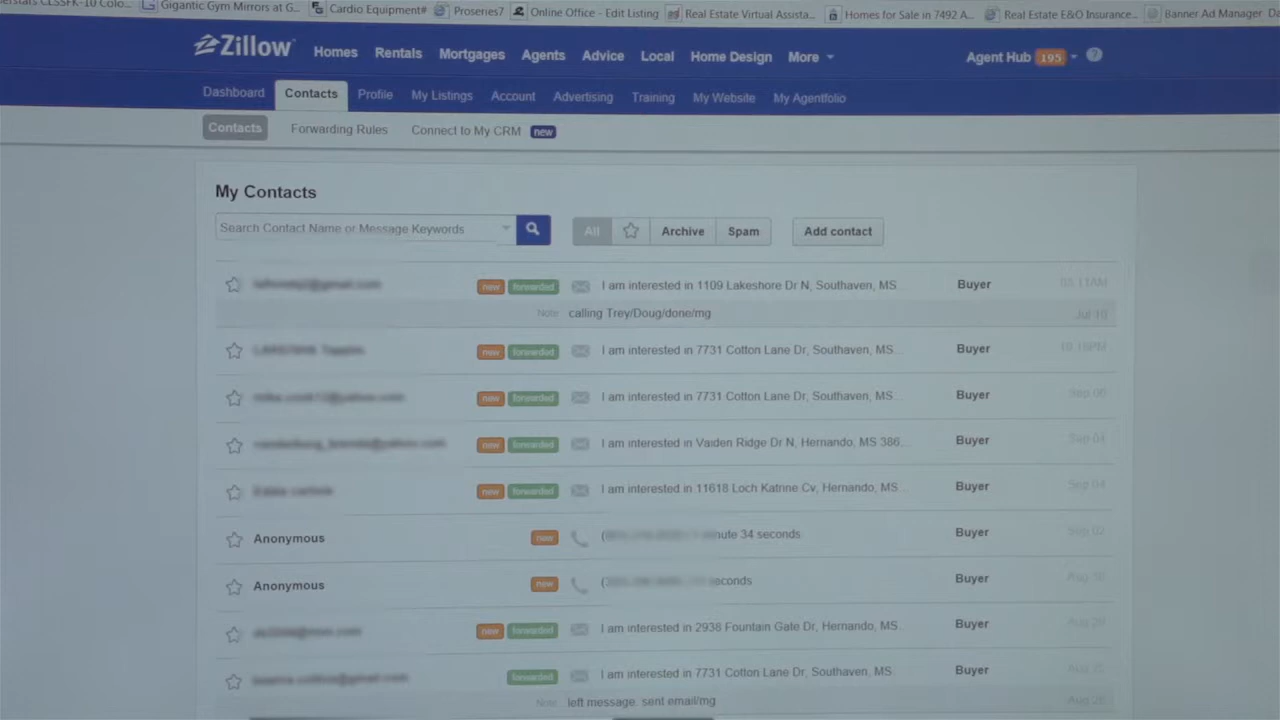 Gigantic Gym Mirrors at G... Cardio Equipment# Proseries7 Online Office - Edit Listing Real Estate Virtual Assista... Homes for Sale in 7492 A... Real Estate E&O Insurance... Banner Ad Manager
Zillow Homes Rentals Mortgages Agents Advice Local Home Design More Agent Hub 195 ?
Dashboard Contacts Profile My Listings Account Advertising Training My Website My Agentfolio
Contacts Forwarding Rules Connect to My CRM new
My Contacts
Search Contact Name or Message Keywords All Archive Spam Add contact
new forwarded I am interested in 1109 Lakeshore Dr N, Southaven, MS Buyer
Note: calling Trey/Doug/done/mg Jul 10
new forwarded I am interested in 7731 Cotton Lane Dr, Southaven, MS... Buyer
new forwarded I am interested in 7731 Cotton Lane Dr, Southaven, MS... Buyer
new forwarded I am interested in Vaiden Ridge Dr N, Hernando, MS 386... Buyer Sep 04
new forwarded I am interested in 11618 Loch Katrine Cv, Hernando, MS... Buyer Sep 04
Anonymous new 34 seconds Buyer Sep 02
Anonymous new seconds Buyer
new forwarded I am interested in 2938 Fountain Gate Dr, Hernando, MS... Buyer
forwarded I am interested in 7731 Cotton Lane Dr, Southaven, MS... Buyer
Note: left message. sent email/mg